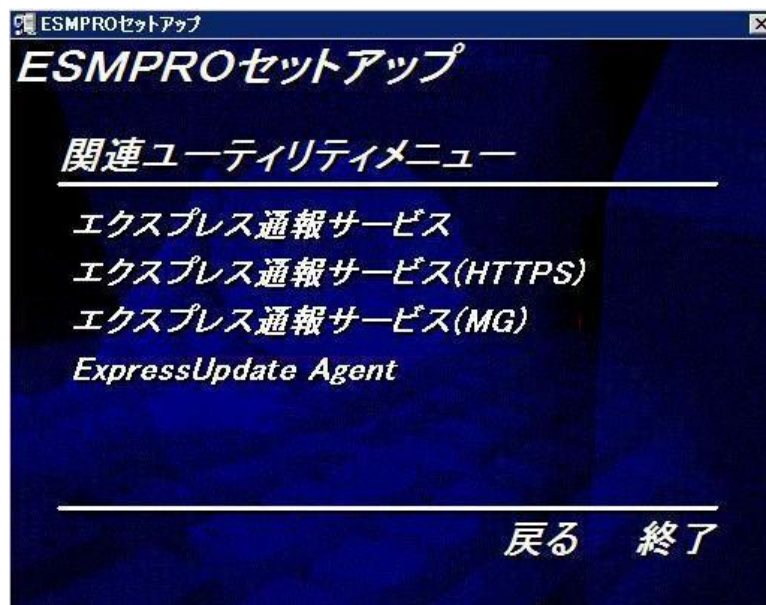 ESMPROセットアップ
ESMPROセットアップ
関連ユーティリティメニュー
エクスプレス通報サービス
エクスプレス通報サービス(HTTPS)
エクスプレス通報サービス(MG)
ExpressUpdate Agent
戻る 終了